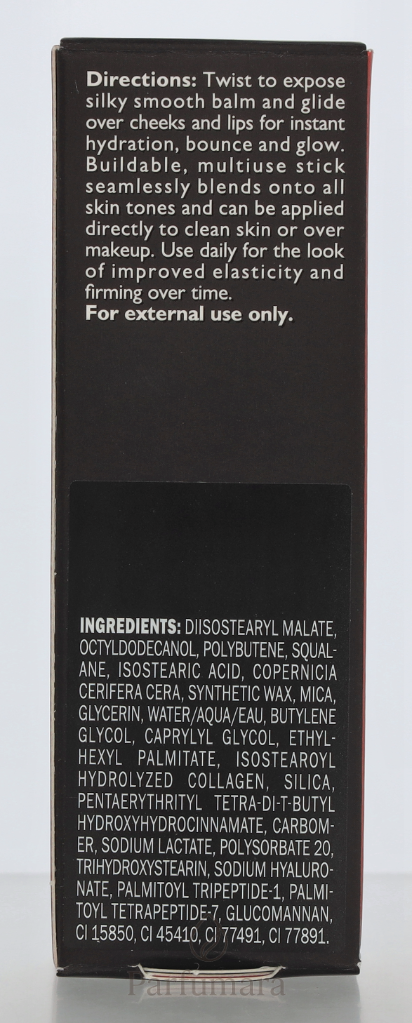 Directions: Twist to expose
silky smooth balm and glide
over cheeks and lips for instant
hydration, bounce and glow.
Buildable, multiuse stick
seamlessly blends onto all
skin tones and can be applied
directly to clean skin or over
makeup. Use daily for the look
of improved elasticity and
firming over time.
For external use only.
INGREDIENTS: DIISOSTEARYL MALATE,
OCTYLDODECANOL, POLYBUTENE, SQUAL-
ANE, ISOSTEARIC ACID, COPERNICIA
CERIFERA CERA, SYNTHETIC WAX, MICA,
GLYCERIN, WATER/AQUA/EAU, BUTYLENE
GLYCOL, CAPRYLYL GLYCOL, ETHYL-
HEXYL PALMITATE, ISOSTEAROYL
HYDROLYZED COLLAGEN, SILICA,
PENTAERYTHRITYL TETRA-DI-T-BUTYL
HYDROXYHYDROCINNAMATE, CARBOM-
ER, SODIUM LACTATE, POLYSORBATE 20,
TRIHYDROXYSTEARIN, SODIUM HYALURO-
NATE, PALMITOYL TRIPEPTIDE-1, PALMI-
TOYL TETRAPEPTIDE-7, GLUCOMANNAN,
CI 15850, CI 45410, CI 77491, CI 77891.
Parfumara